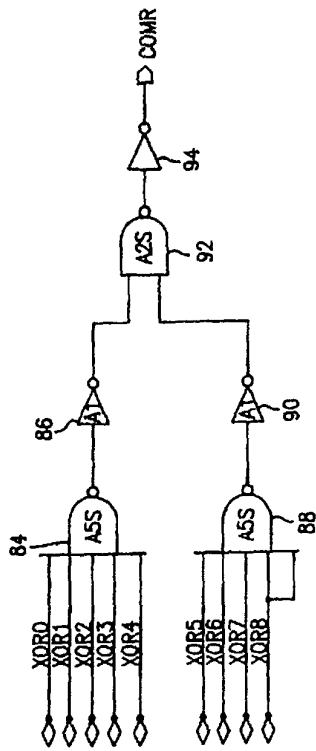 XOR0
XOR1
XOR2
XOR3
XOR4
84
A5S
86
A1
XOR5
XOR6
XOR7
XOR8
88
A5S
90
A1
A2S
92
94
COMR